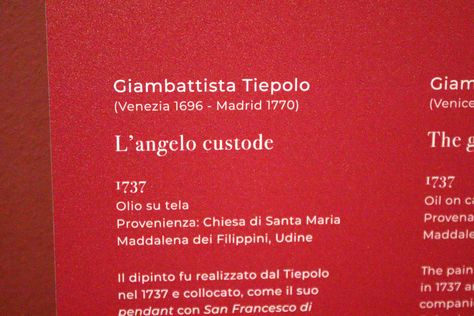 Giambattista Tiepolo
(Venezia 1696 - Madrid 1770)
L'angelo custode
1737
Olio su tela
Provenienza: Chiesa di Santa Maria
Maddalena dei Filippini, Udine
Il dipinto fu realizzato dal Tiepolo
nel 1737 e collocato, come il suo
pendant con San Francesco di
Giam
(Venice
The g
1737
Oil on ca
Provena
Maddale
The pain
in 1737 a
compani